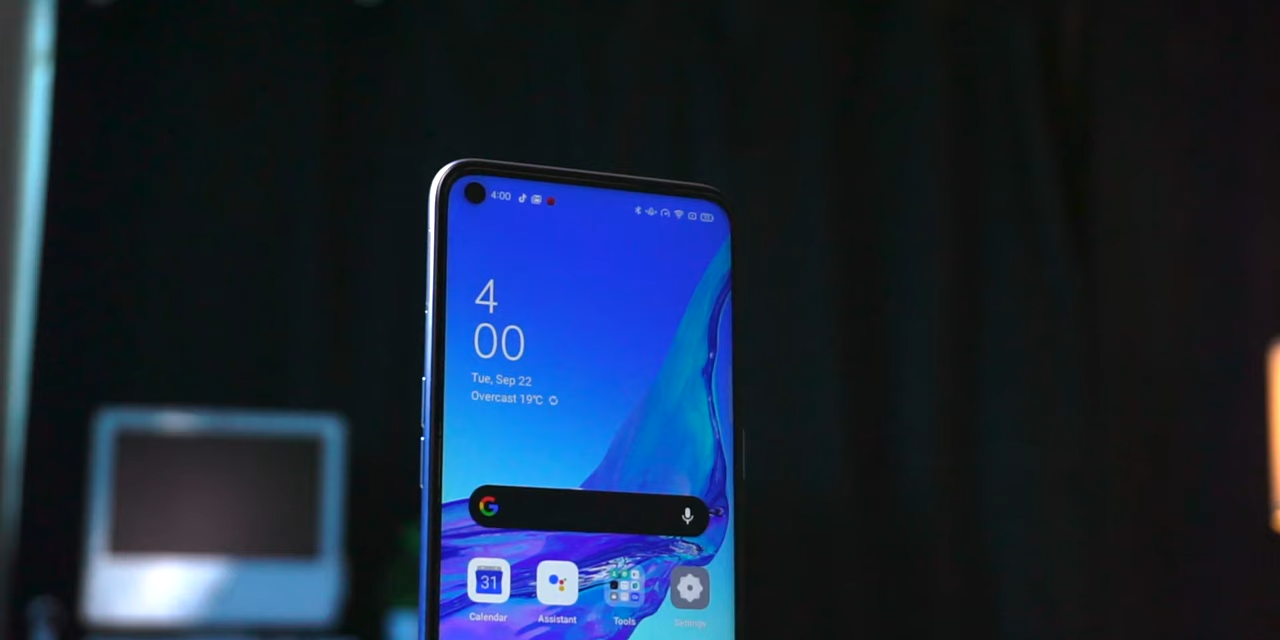 4:00
4
00
Tue, Sep 22
Overcast 19℃
G
31
Calendar
Assistant
Tools
Settings